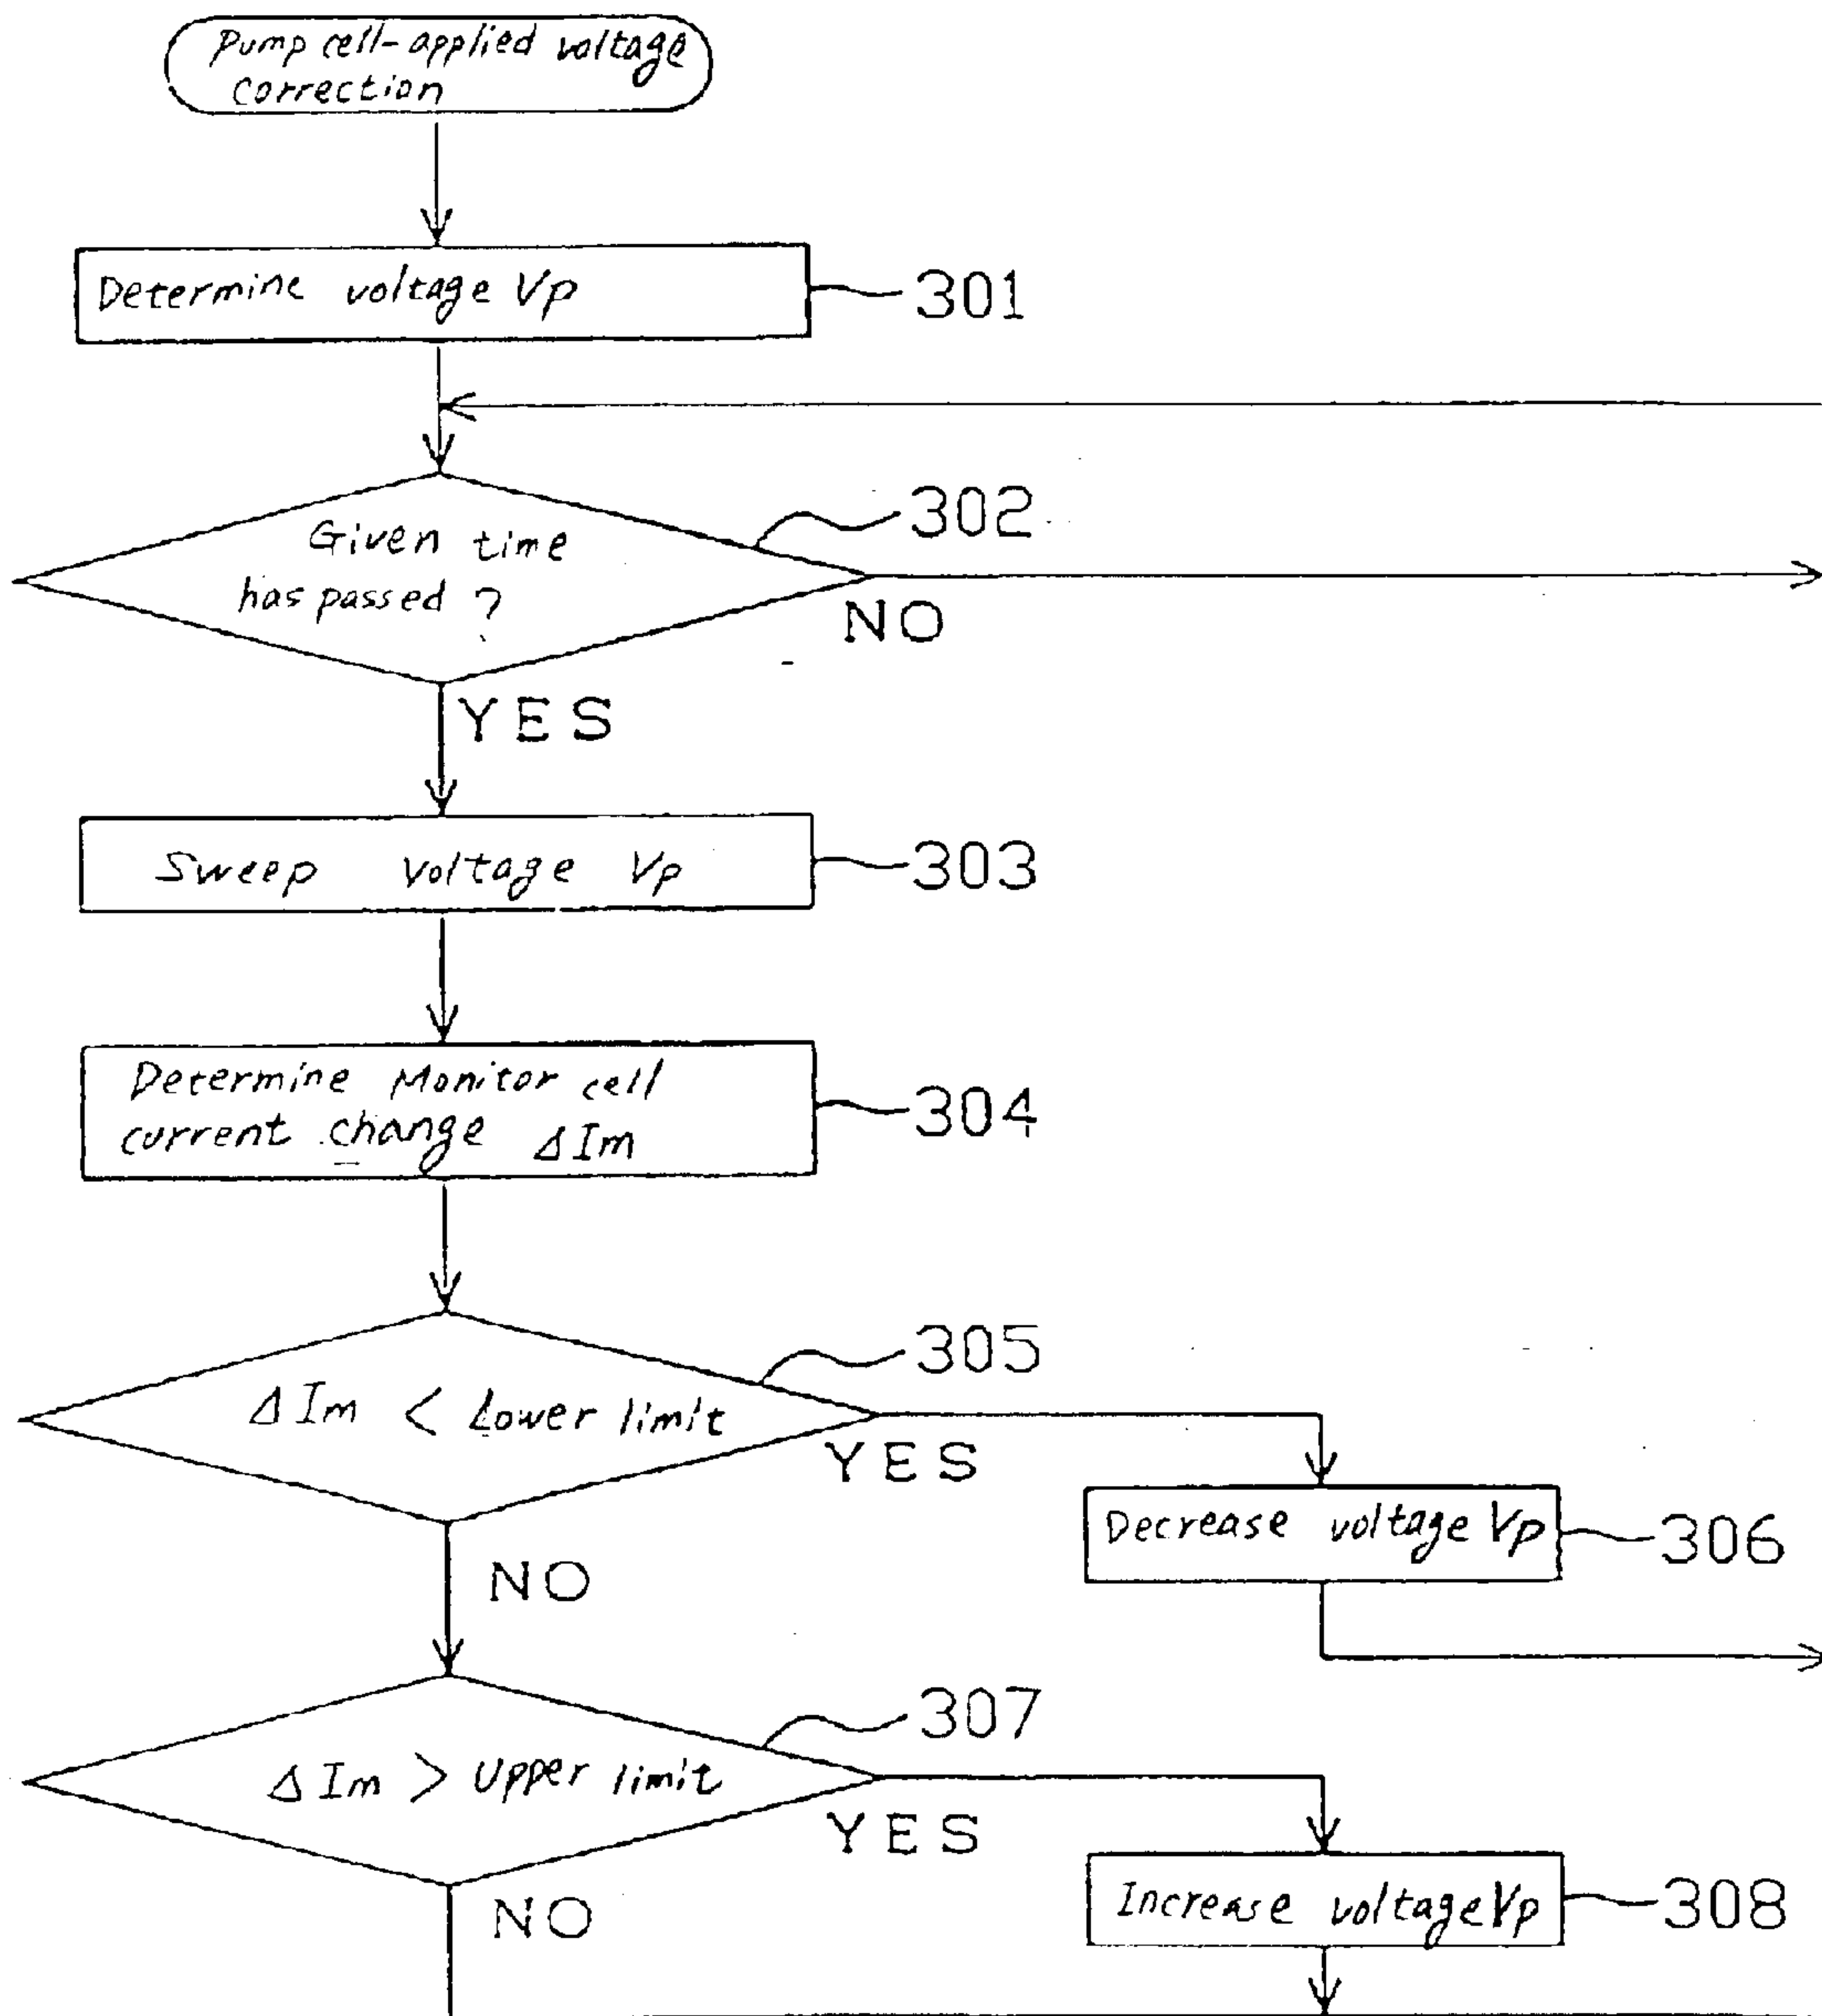 Pump cell-applied voltage
correction
Determine voltage Vp
301
302
Given time
has passed ?
NO
YES
Sweep voltage Vp
303
Determine Monitor cell
current change ΔIm
304
305
ΔIm < Lower limit
YES
Decrease voltage Vp
306
NO
307
ΔIm > Upper limit
YES
Increase voltage Vp
308
NO